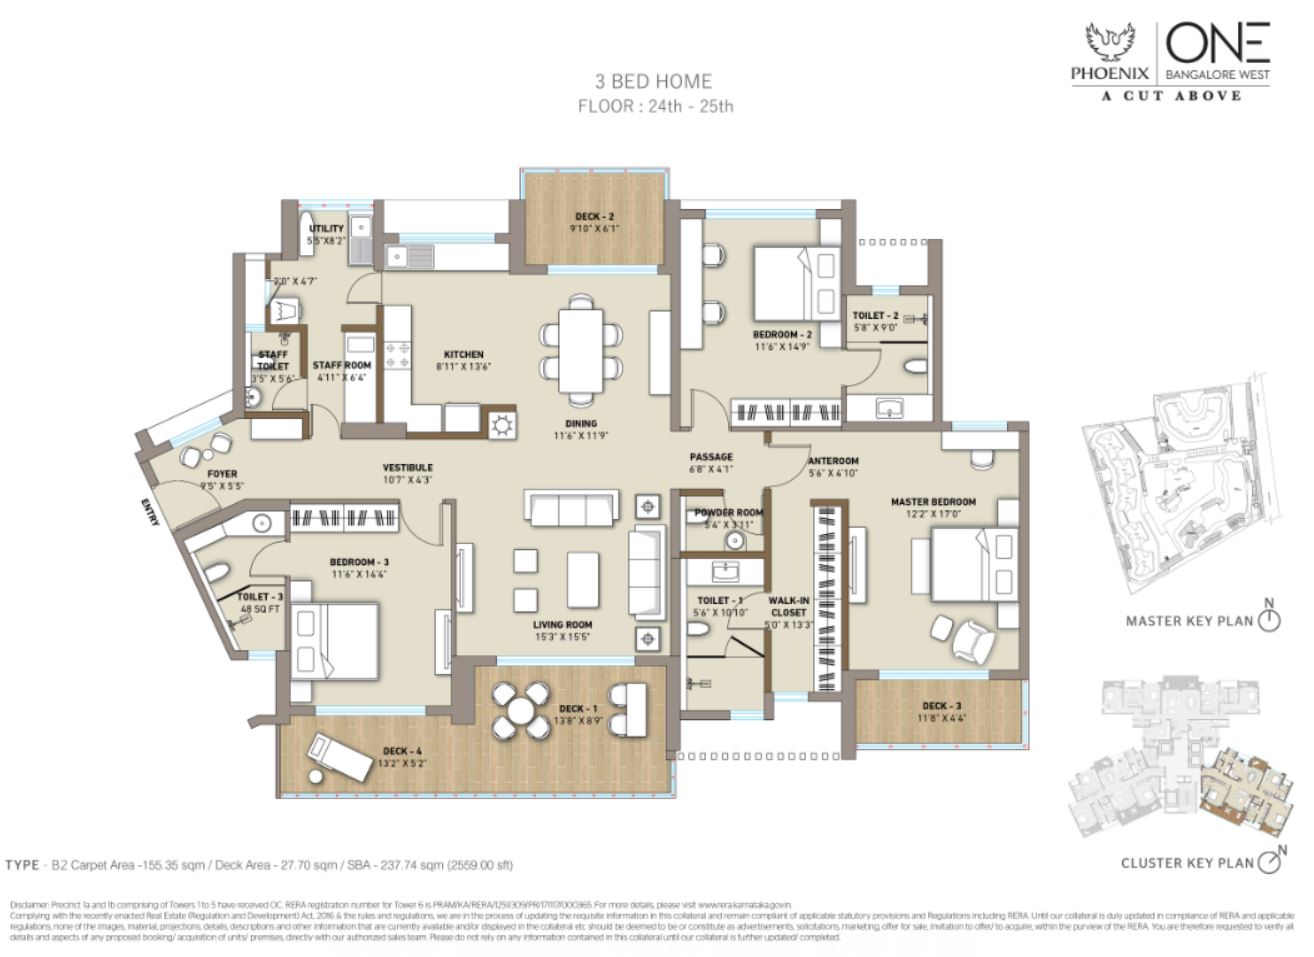 PHOENIX
ONE
BANGALORE WEST
A CUT ABOVE
3 BED HOME
FLOOR : 24th - 25th
DECK - 2
9'10" X 6'1"
UTILITY
5'5"X8'2"
3'0" X 4'7"
STAFF
TOILET
3'5" X 5'6"
STAFF ROOM
4'11" X 6'4"
KITCHEN
8'11" X 13'6"
DINING
11'6" X 11'9"
BEDROOM - 2
11'6" X 14'9"
TOILET - 2
5'8" X 9'0"
FOYER
9'5" X 5'5"
ENTRY
VESTIBULE
10'7" X 4'3"
PASSAGE
6'8" X 4'1"
ANTEROOM
5'6" X 4'10"
MASTER BEDROOM
12'2" X 17'0"
POWDER ROOM
5'4" X 3'11"
BEDROOM - 3
11'6" X 14'4"
TOILET - 3
48 SQ FT
LIVING ROOM
15'3" X 15'5"
TOILET - 1
5'6" X 10'10"
WALK-IN
CLOSET
5'0" X 13'3"
DECK - 1
13'8" X 8'9"
DECK - 3
11'8" X 4'4"
DECK - 4
13'2" X 5'2"
MASTER KEY PLAN
N
CLUSTER KEY PLAN
N
TYPE - B2 Carpet Area -155.35 sqm / Deck Area - 27.70 sqm / SBA - 237.74 sqm (2559.00 sft)
Disclaimer: Precinct 1a and 1b comprising of Towers 1 to 5 have received OC. RERA registration number for Tower 6 is PRM/KA/RERA/1251/309/PR/171117/000365. For more details, please visit www.rera.karnataka.gov.in.
Complying with the recently enacted Real Estate (Regulation and Development) Act, 2016 & the rules and regulations, we are in the process of updating the requisite information in this collateral and remain compliant of applicable statutory provisions and Regulations including RERA. Until our collateral is duly updated in compliance of RERA and applicable
regulations, none of the images, material, projections, details, descriptions and other information that are currently available and/or displayed in the collateral etc should be deemed to be or constitute as advertisements, solicitations, marketing, offer for sale, invitation to offer/ to acquire, within the purview of the RERA. You are therefore requested to verify all
details and aspects of any proposed booking/ acquisition of units/ premises, directly with our authorized sales team. Please do not rely on any information contained in this collateral until our collateral is further updated/ completed.